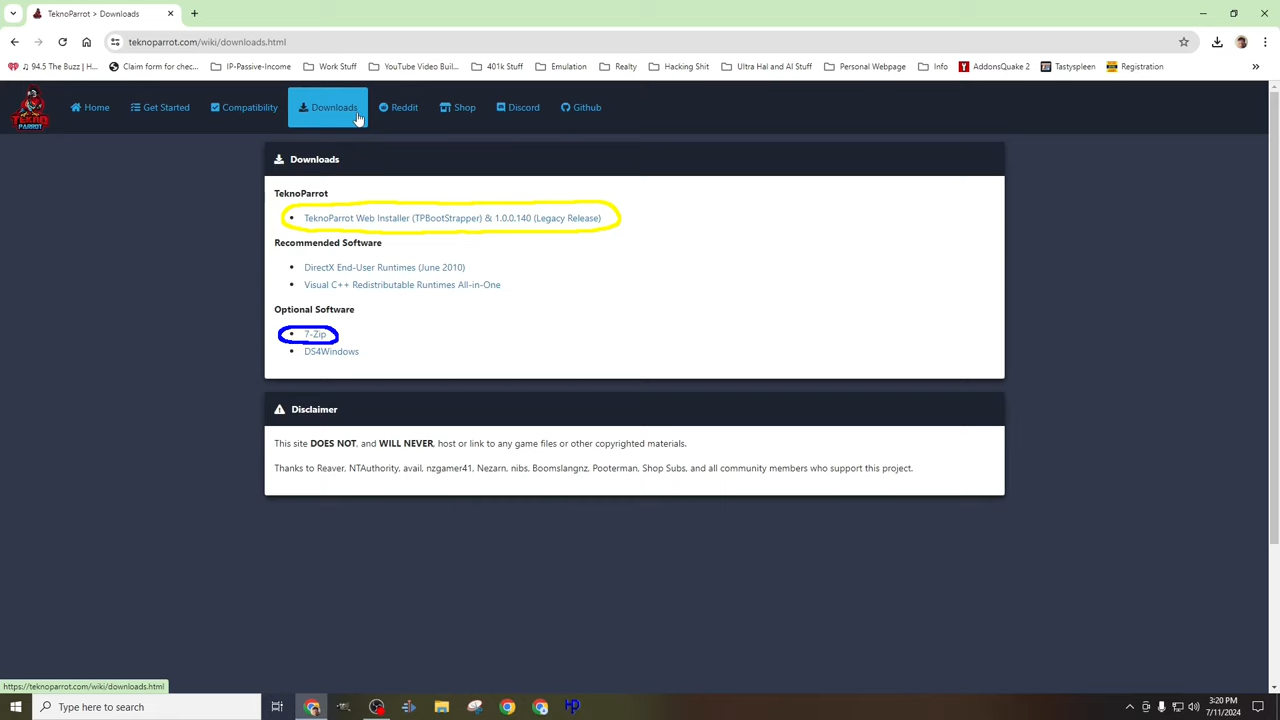 TeknoParrot > Downloads
teknoparrot.com/wiki/downloads.html
♫ 94.5 The Buzz | H...
Claim form for chec...
IP-Passive-Income
Work Stuff
YouTube Video Buil...
401k Stuff
Emulation
Realty
Hacking Shit
Ultra Hal and AI Stuff
Personal Webpage
Info
AddonsQuake 2
Tastyspleen
Registration
TEKNO
PARROT
Home
Get Started
Compatibility
Downloads
Reddit
Shop
Discord
Github
Downloads
TeknoParrot
• TeknoParrot Web Installer (TPBootStrapper) & 1.0.0.140 (Legacy Release)
Recommended Software
• DirectX End-User Runtimes (June 2010)
• Visual C++ Redistributable Runtimes All-in-One
Optional Software
• 7-Zip
• DS4Windows
Disclaimer
This site DOES NOT, and WILL NEVER, host or link to any game files or other copyrighted materials.
Thanks to Reaver, NTAuthority, avail, nzgamer41, Nezarn, nibs, Boomslangnz, Pooterman, Shop Subs, and all community members who support this project.
https://teknoparrot.com/wiki/downloads.html
Type here to search
3:20 PM
7/11/2024